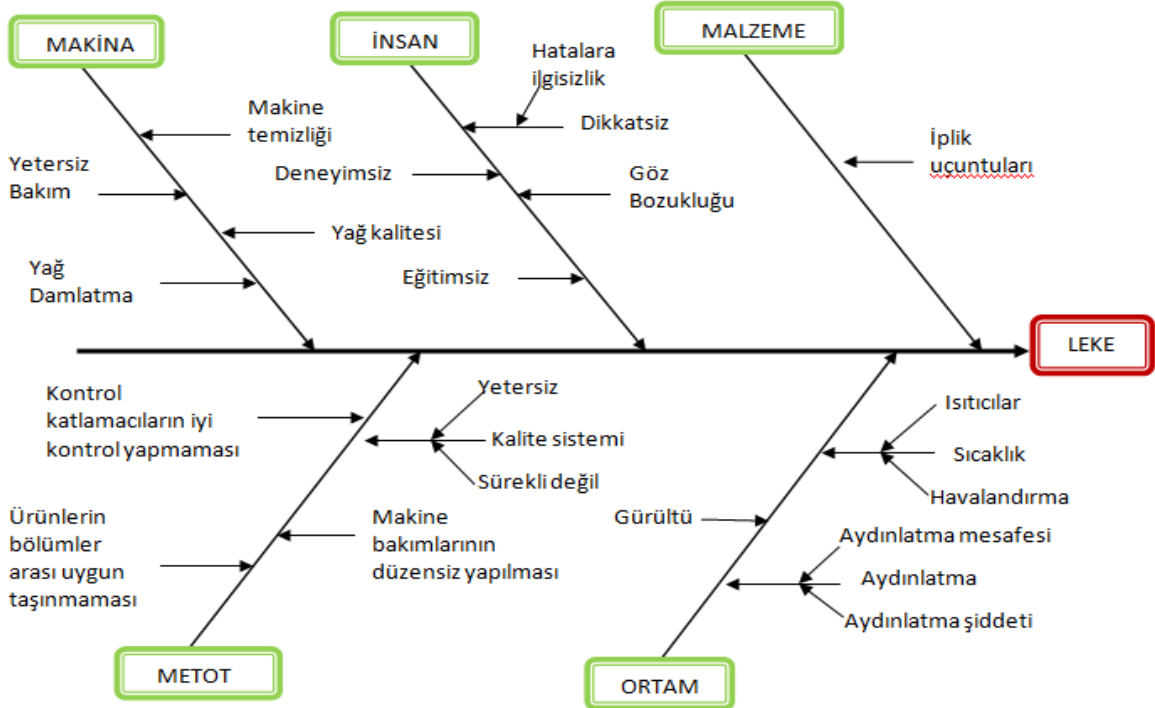 MAKİNA
İNSAN
MALZEME
Hatalara
ilgisizlik
Makine
temizliği
Dikkatsiz
İplik
uçuntuları
Yetersiz
Bakım
Deneyimsiz
Göz
Bozukluğu
Yağ kalitesi
Yağ
Damlatma
Eğitimsiz
LEKE
Kontrol
katlamacıların iyi
kontrol yapmaması
Yetersiz
Kalite sistemi
Sürekli değil
Isıtıcılar
Sıcaklık
Havalandırma
Ürünlerin
bölümler
arası uygun
taşınmaması
Makine
bakımlarının
düzensiz yapılması
Gürültü
Aydınlatma mesafesi
Aydınlatma
Aydınlatma şiddeti
METOT
ORTAM